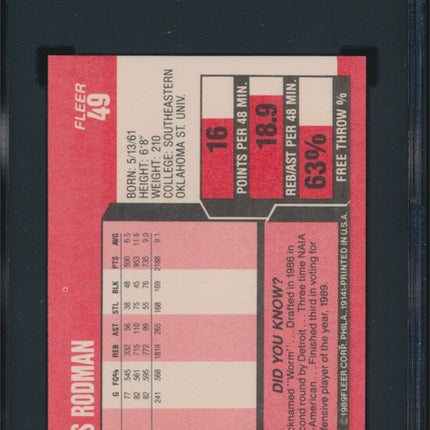 FLEER
49
S RODMAN
BORN: 5/13/61
HEIGHT: 6'8"
WEIGHT: 210
COLLEGE: SOUTHEASTERN
OKLAHOMA ST. UNIV.
G FG% REB AST STL BLK PTS AVG
77 545 332 56 38 48 500 6.5
82 561 715 110 75 45 953 11.6
82 595 772 99 55 76 735 9.0
241 568 1819 265 168 169 2188 9.1
16
POINTS PER 48 MIN.
18.9
REB/AST PER 48 MIN.
63%
FREE THROW %
DID YOU KNOW?
knamed "Worm"... Drafted in 1986 in
cond round by Detroit... Three time NAIA
-American... Finished third in voting for
fensive player of the year, 1989.
©1989 FLEER CORP. PHILA., 19141-PRINTED IN U.S.A.